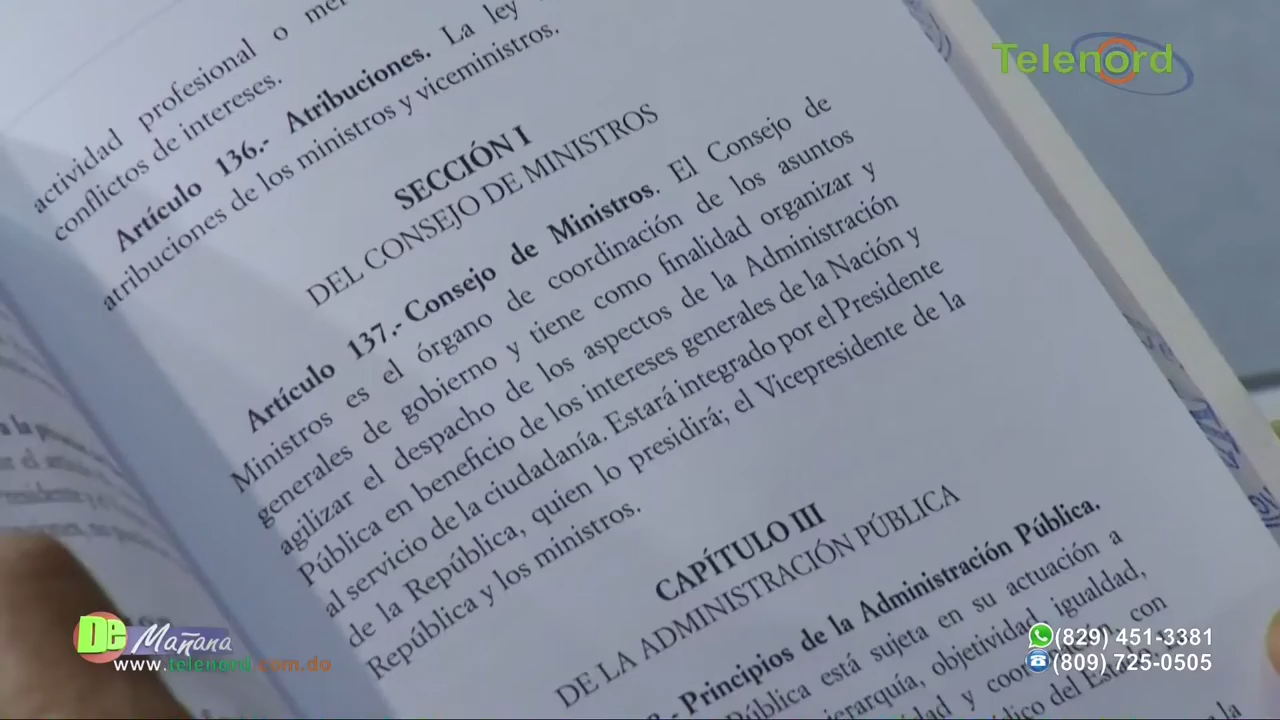 Telenord
actividad profesional o
conflictos de intereses.
Artículo 136.- Atribuciones. La ley
atribuciones de los ministros y viceministros.
SECCIÓN I
DEL CONSEJO DE MINISTROS
Artículo 137.- Consejo de Ministros. El Consejo de
Ministros es el órgano de coordinación de los asuntos
generales de gobierno y tiene como finalidad organizar y
agilizar el despacho de los aspectos de la Administración
Pública en beneficio de los intereses generales de la Nación y
al servicio de la ciudadanía. Estará integrado por el Presidente
de la República, quien lo presidirá; el Vicepresidente de la
República y los ministros.
CAPÍTULO III
DE LA ADMINISTRACIÓN PÚBLICA
.- Principios de la Administración Pública.
Pública está sujeta en su actuación a
jerarquía, objetividad, igualdad,
y coordinación con
del Estado.
De Mañana
www.telenord.com.do
(829) 451-3381
(809) 725-0505